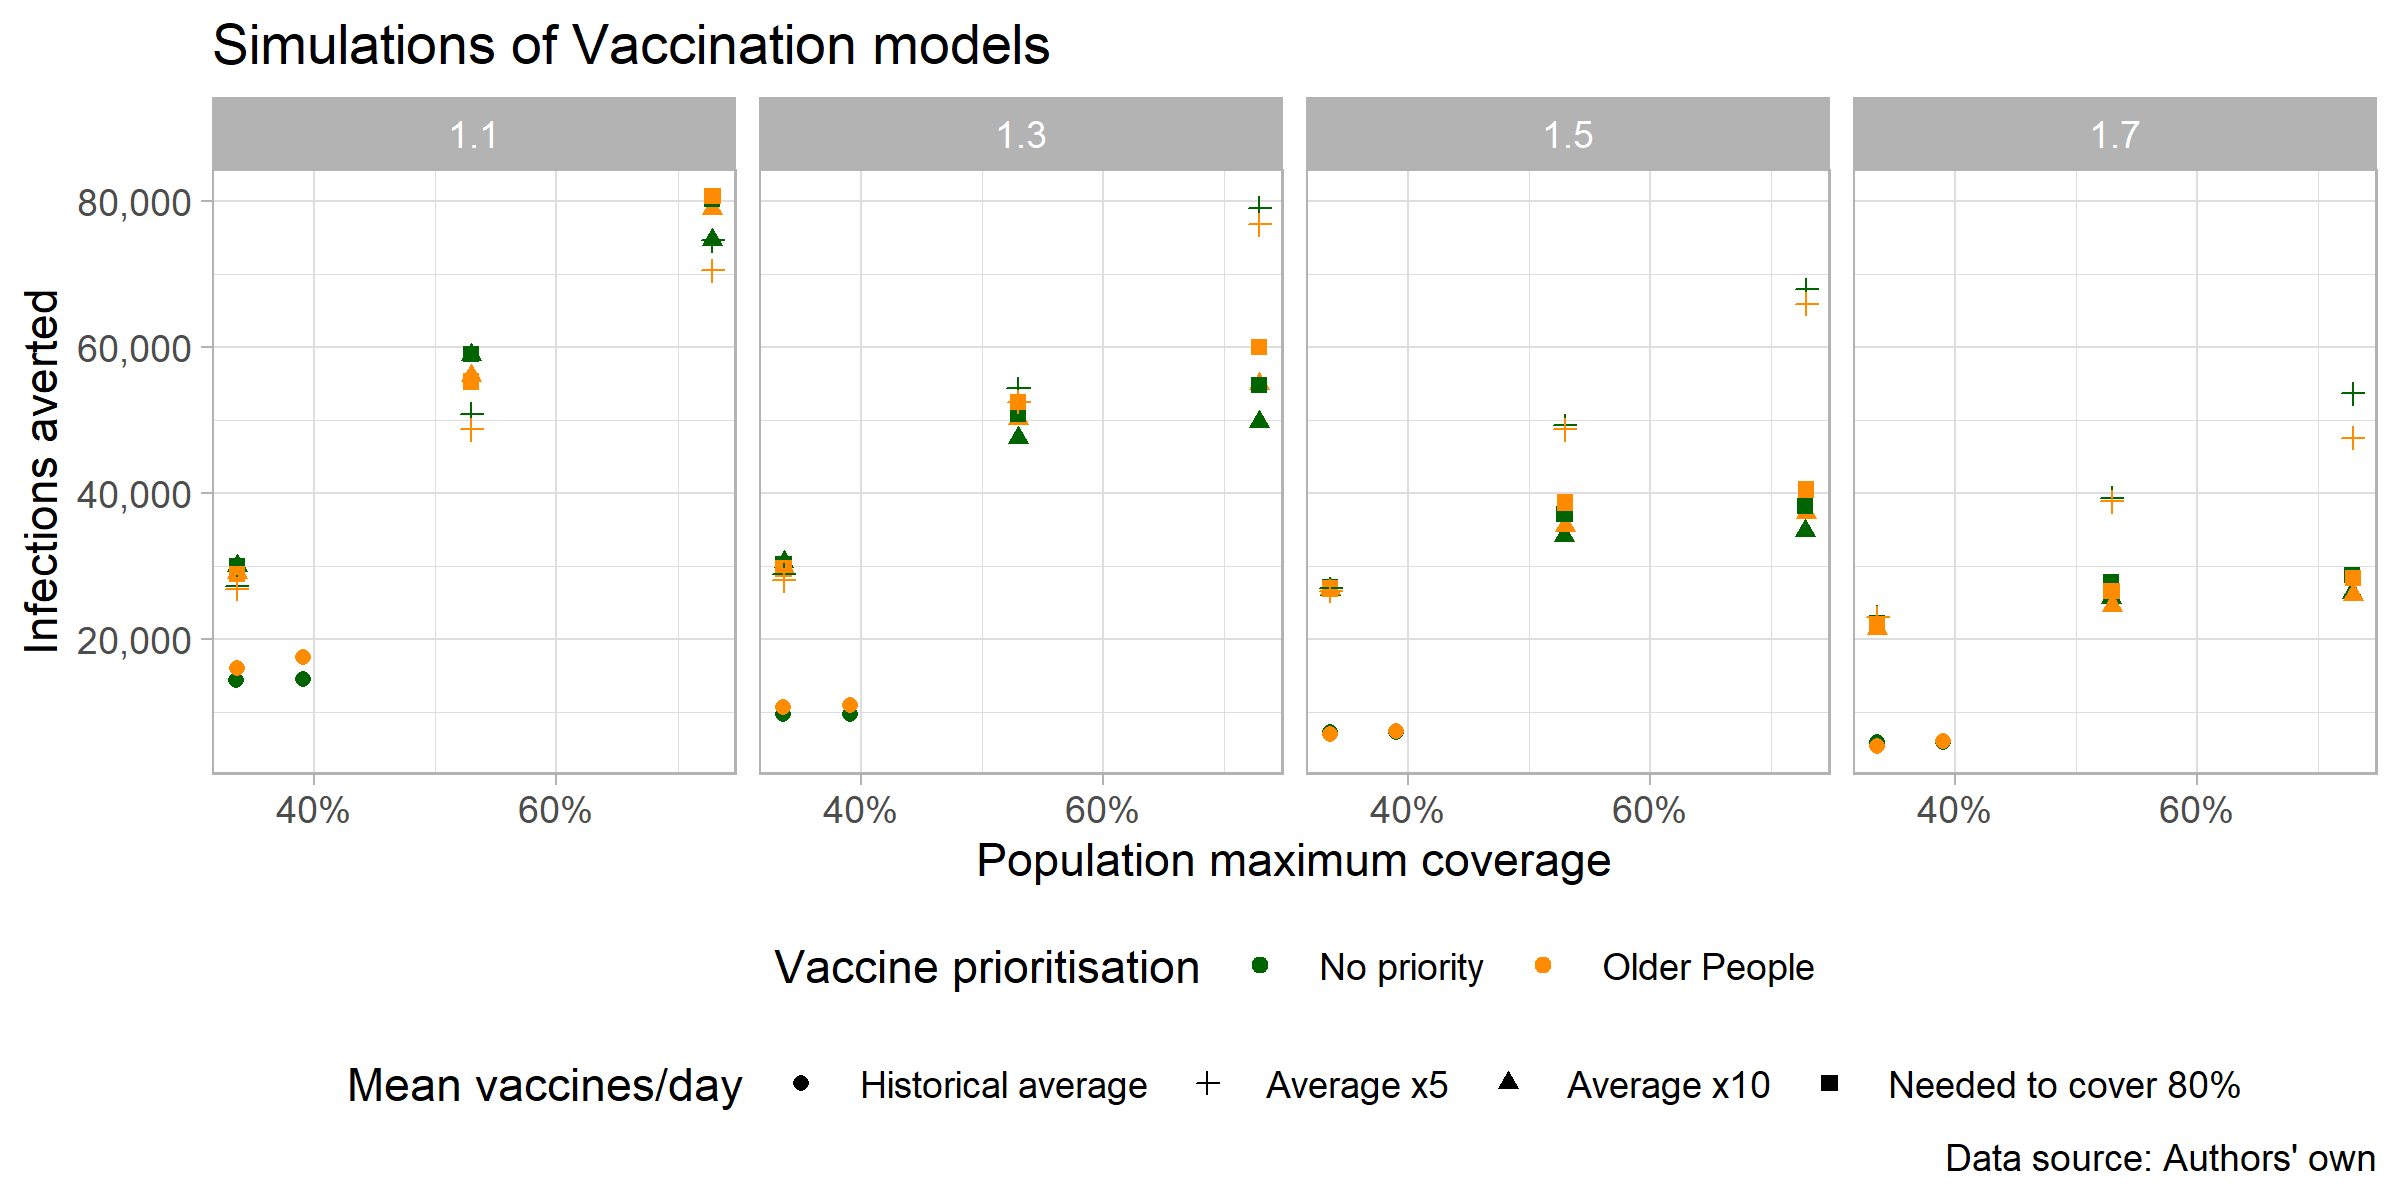 Simulations of Vaccination models
1.1 1.3 1.5 1.7
80,000
60,000
40,000
20,000
Infections averted
40% 60% 40% 60% 40% 60% 40% 60%
Population maximum coverage
Vaccine prioritisation No priority Older People
Mean vaccines/day Historical average Average x5 Average x10 Needed to cover 80%
Data source: Authors' own